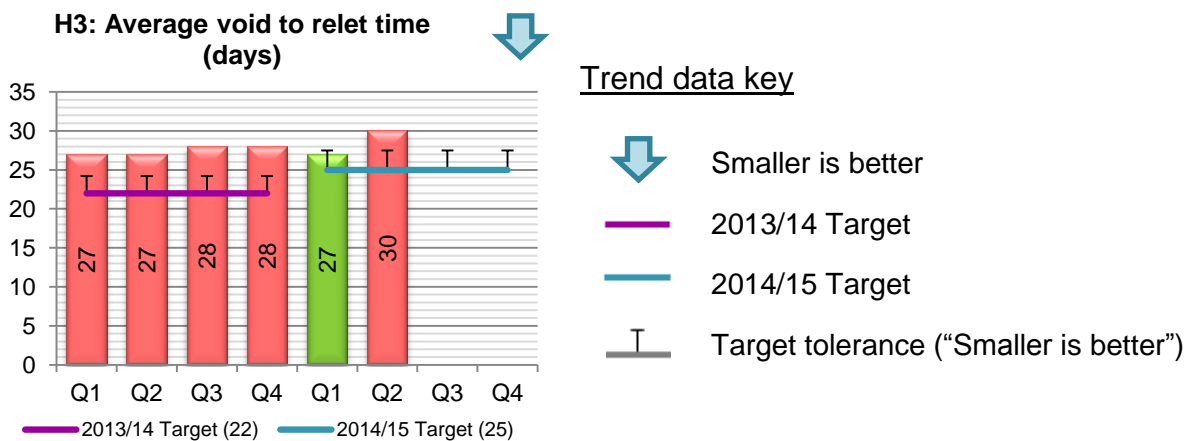 H3: Average void to relet time
(days)
35
30
25
20
15
10
5
0
27
27
28
28
27
30
Q1 Q2 Q3 Q4 Q1 Q2 Q3 Q4
2013/14 Target (22) 2014/15 Target (25)
Trend data key
Smaller is better
2013/14 Target
2014/15 Target
Target tolerance (“Smaller is better”)